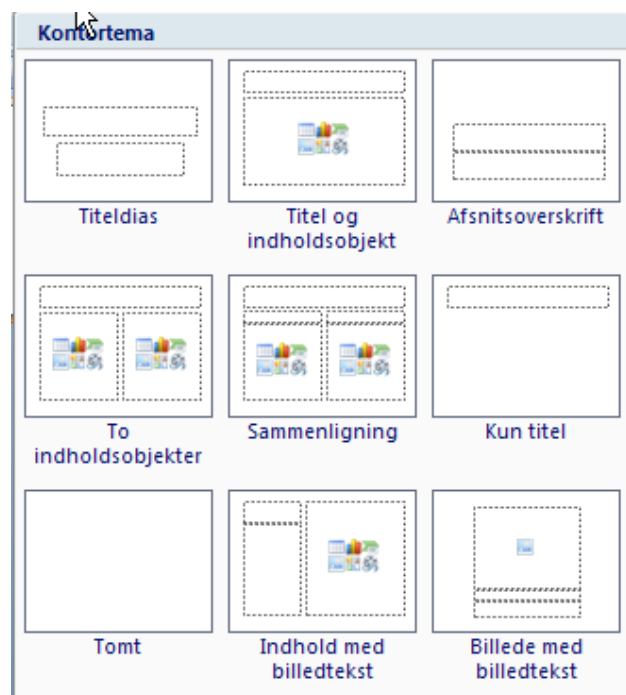 Kontortema
Titeldias
Titel og
indholdsobjekt
Afsnitsoverskrift
To
indholdsobjekter
Sammenligning
Kun titel
Tomt
Indhold med
billedtekst
Billede med
billedtekst